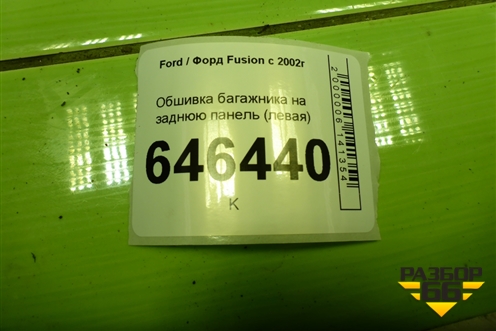 Ford / Форд Fusion с 2002г
Обшивка багажника на
заднюю панель (левая)
646440
К
2000006141354
РАЗБОР
66